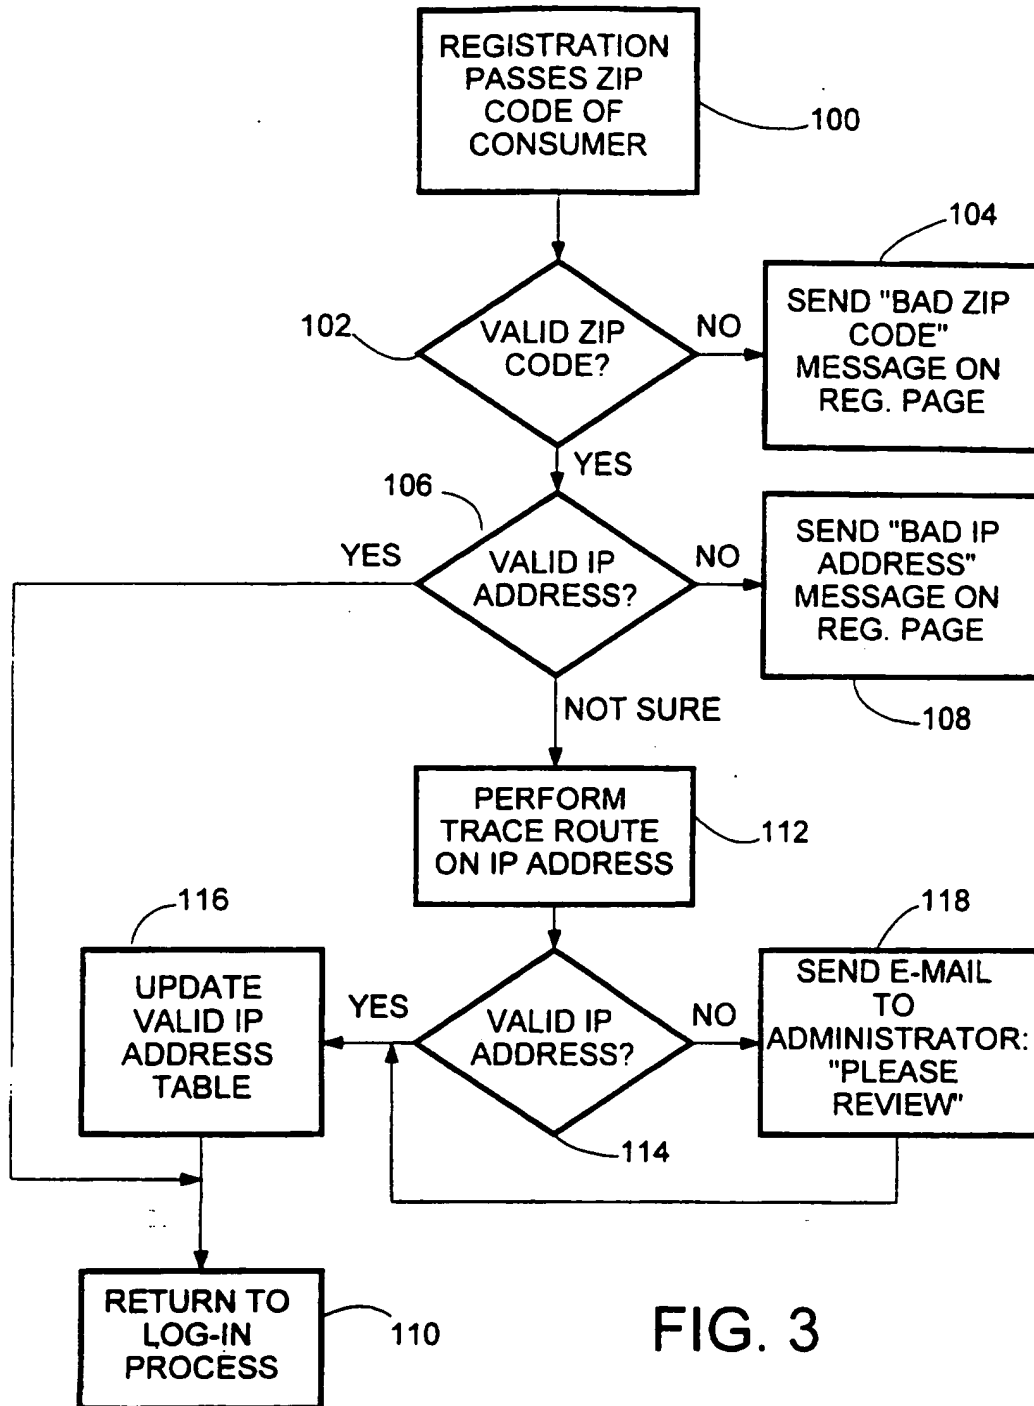 REGISTRATION
PASSES ZIP
CODE OF
CONSUMER
100
104
SEND "BAD ZIP
CODE"
MESSAGE ON
REG. PAGE
102
VALID ZIP
CODE?
NO
YES
106
YES
VALID IP
ADDRESS?
NO
SEND "BAD IP
ADDRESS"
MESSAGE ON
REG. PAGE
108
NOT SURE
PERFORM
TRACE ROUTE
ON IP ADDRESS
112
116
UPDATE
VALID IP
ADDRESS
TABLE
YES
VALID IP
ADDRESS?
NO
114
118
SEND E-MAIL
TO
ADMINISTRATOR:
"PLEASE
REVIEW"
RETURN TO
LOG-IN
PROCESS
110
FIG. 3